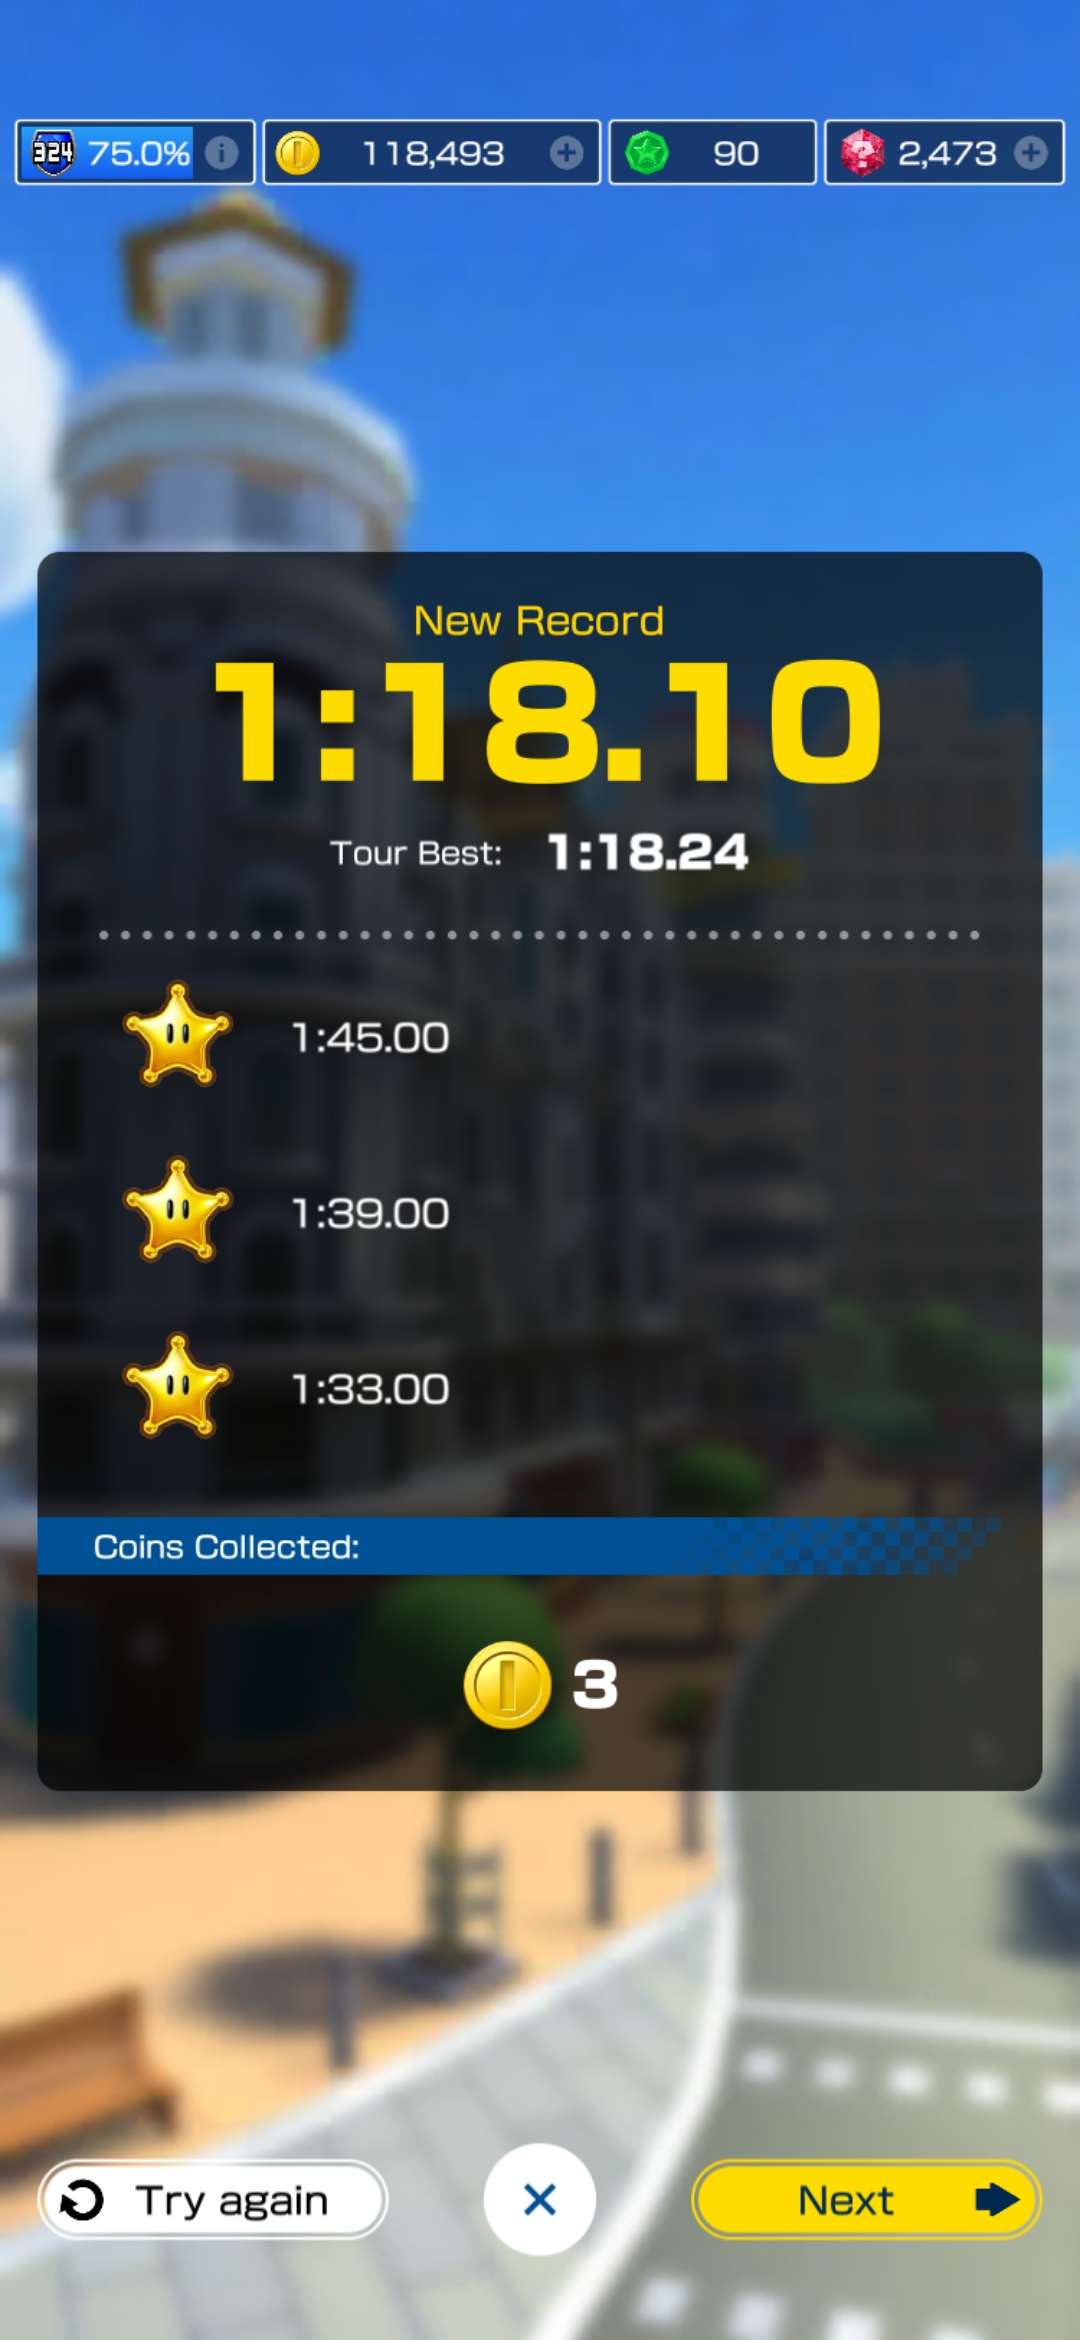 324 75.0% i 118,493 + 90 ? 2,473 +
New Record
1:18.10
Tour Best: 1:18.24
1:45.00
1:39.00
1:33.00
Coins Collected:
3
Try again × Next